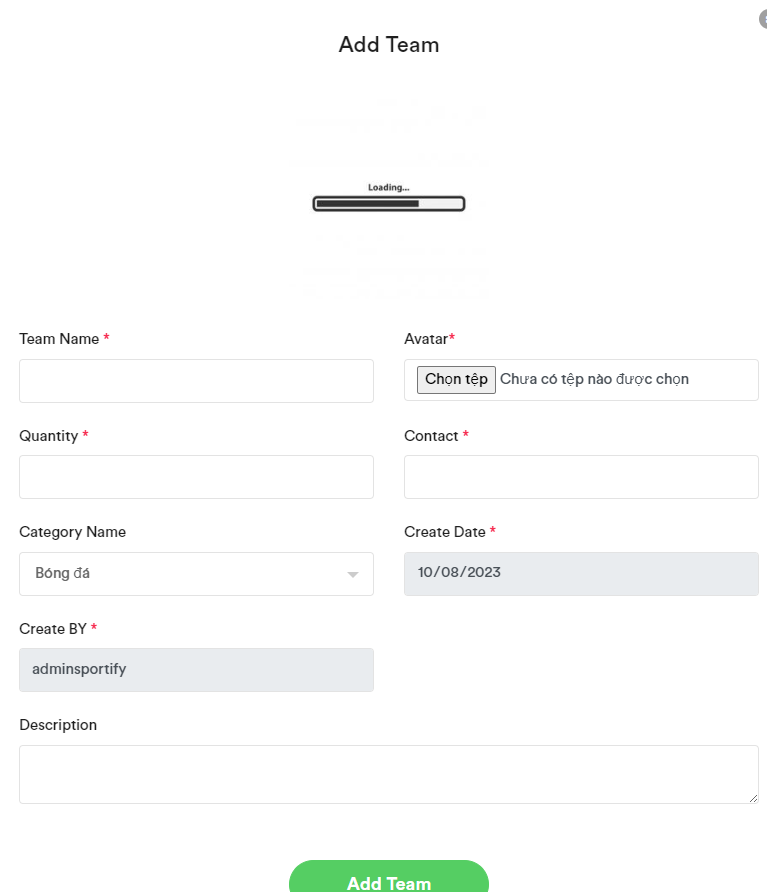 Add Team
Loading...
Team Name *
Avatar*
Chọn tệp Chưa có tệp nào được chọn
Quantity *
Contact *
Category Name
Create Date *
Bóng đá
10/08/2023
Create BY *
adminsportify
Description
Add Team